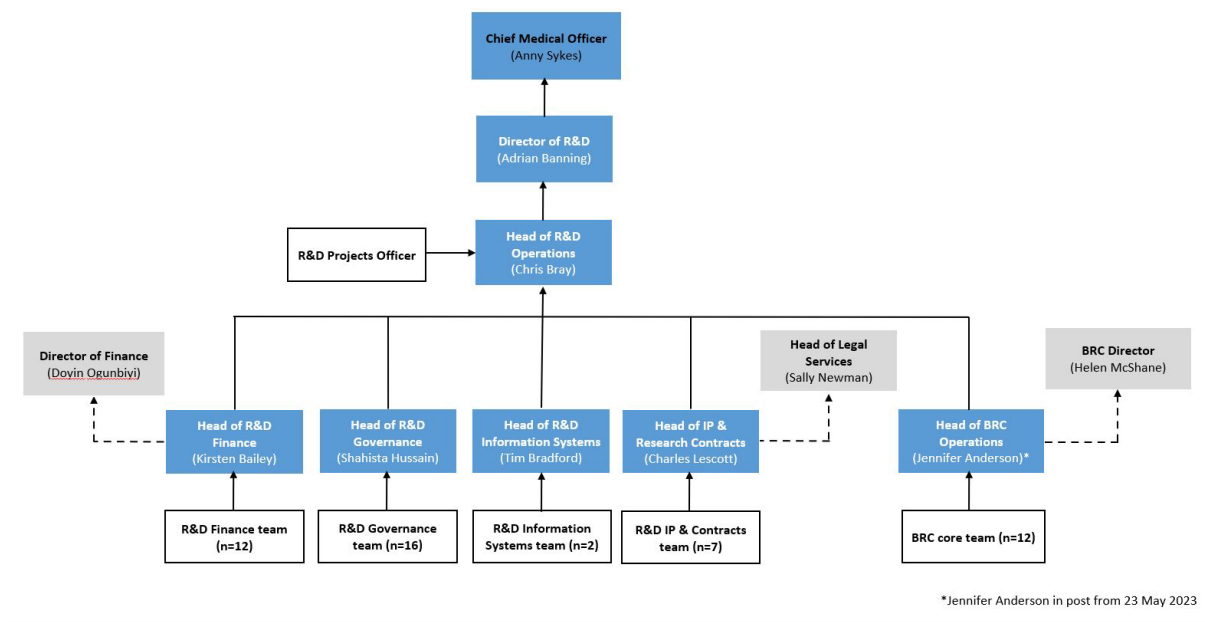 Chief Medical Officer
(Anny Sykes)
Director of R&D
(Adrian Banning)
Head of R&D
Operations
(Chris Bray)
R&D Projects Officer
Director of Finance
(Doyin Ogunbiyi)
Head of Legal
Services
(Sally Newman)
BRC Director
(Helen McShane)
Head of R&D
Finance
(Kirsten Bailey)
Head of R&D
Governance
(Shahista Hussain)
Head of R&D
Information Systems
(Tim Bradford)
Head of IP &
Research Contracts
(Charles Lescott)
Head of BRC
Operations
(Jennifer Anderson)*
R&D Finance team
(n=12)
R&D Governance
team (n=16)
R&D Information
Systems team (n=2)
R&D IP & Contracts
team (n=7)
BRC core team (n=12)
*Jennifer Anderson in post from 23 May 2023